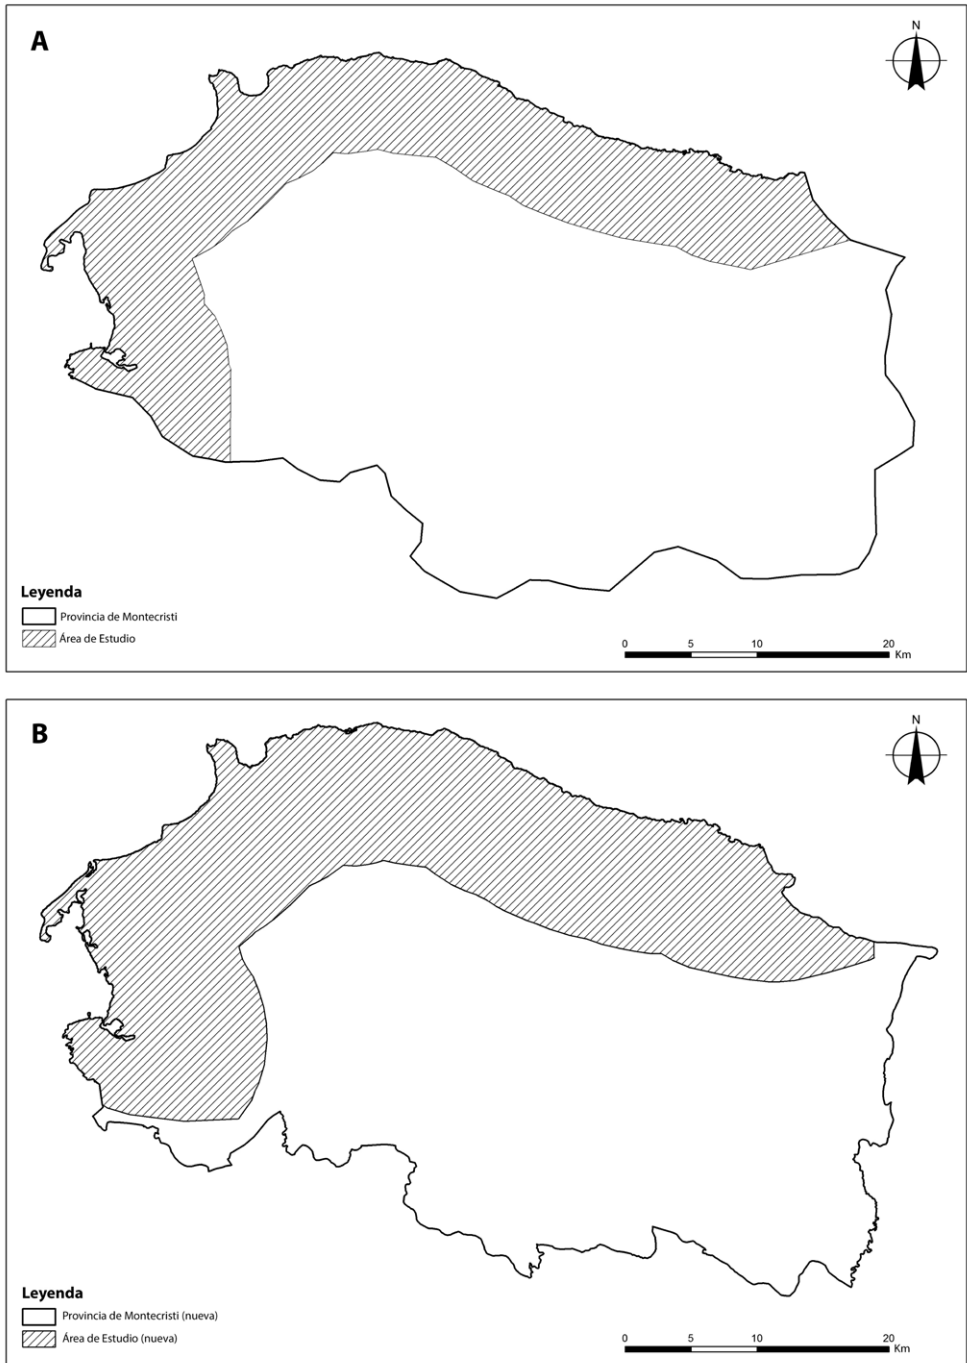 A
N
Leyenda
Provincia de Montecristi
Área de Estudio
0 5 10 20
Km
B
N
Leyenda
Provincia de Montecristi (nueva)
Área de Estudio (nueva)
0 5 10 20
Km